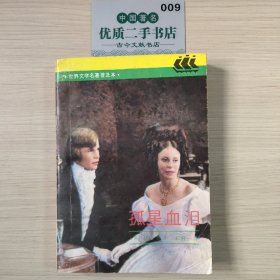 009
中国著名
优质二手书店
古今文献书店
世界文学名著普及本
孤星血泪